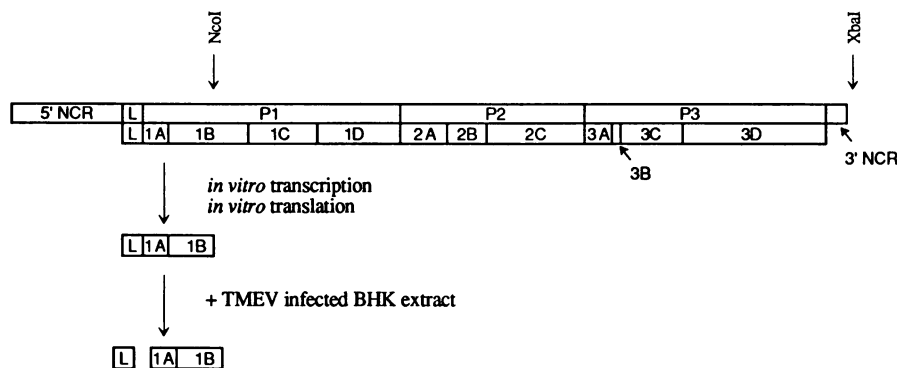 NcoI
XbaI
5' NCR L P1 P2 P3
L 1A 1B 1C 1D 2A 2B 2C 3A 3C 3D
3B
3' NCR
in vitro transcription
in vitro translation
L 1A 1B
+ TMEV infected BHK extract
L 1A 1B